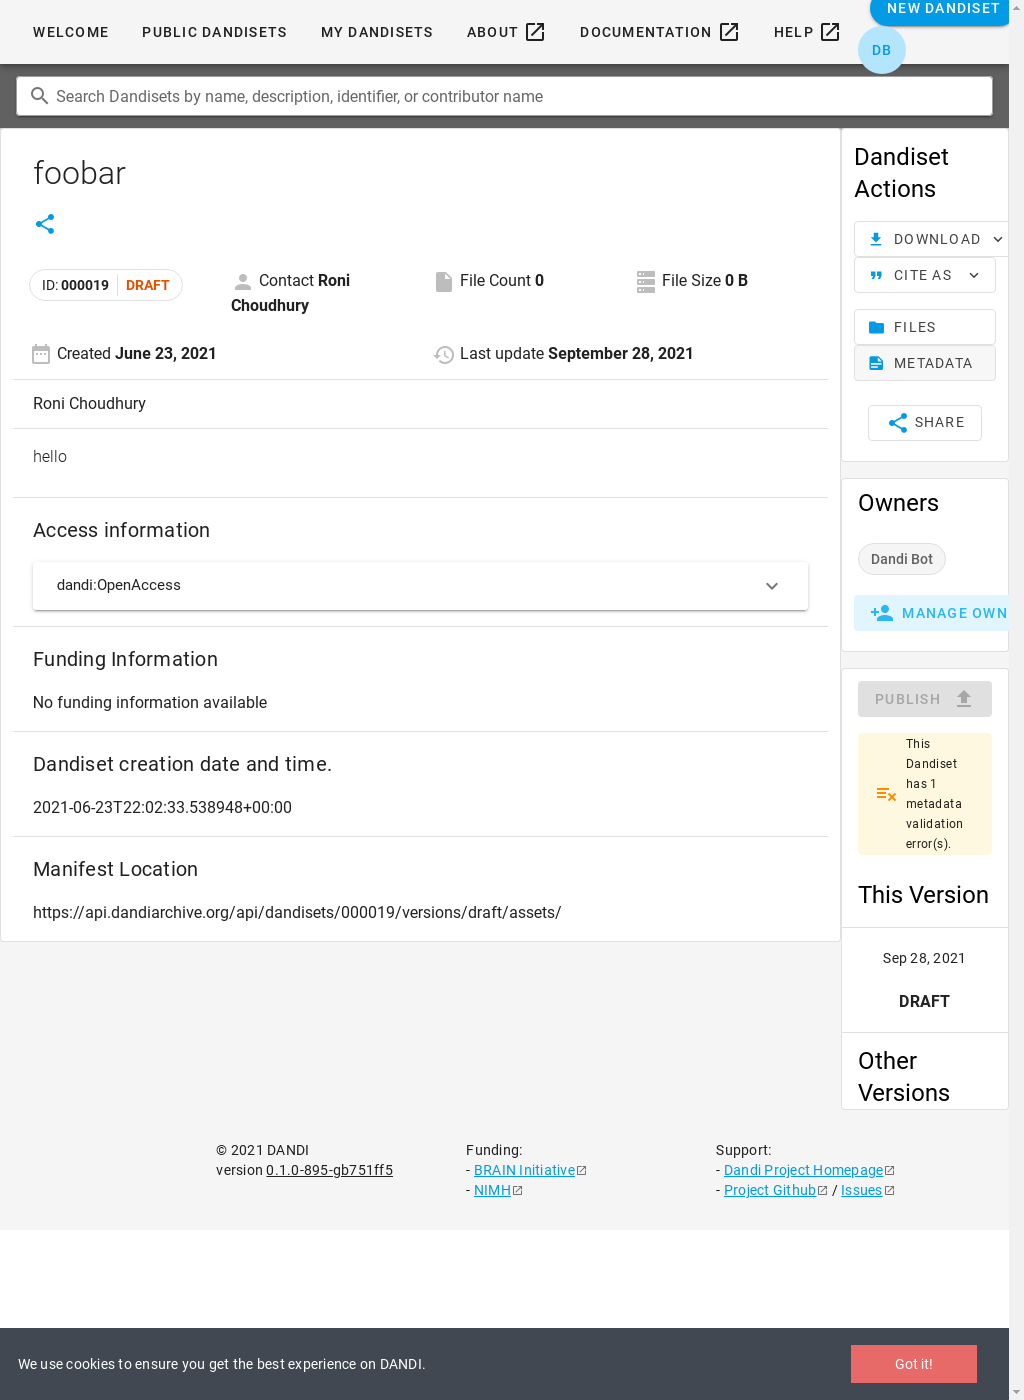 WELCOME PUBLIC DANDISETS MY DANDISETS ABOUT DOCUMENTATION HELP NEW DANDISET
DB
Search Dandisets by name, description, identifier, or contributor name
foobar
ID: 000019 DRAFT
Contact Roni Choudhury
File Count 0
File Size 0 B
Created June 23, 2021
Last update September 28, 2021
Roni Choudhury
hello
Access information
dandi:OpenAccess
Funding Information
No funding information available
Dandiset creation date and time.
2021-06-23T22:02:33.538948+00:00
Manifest Location
https://api.dandiarchive.org/api/dandisets/000019/versions/draft/assets/
Dandiset
Actions
DOWNLOAD
CITE AS
FILES
METADATA
SHARE
Owners
Dandi Bot
MANAGE OWN
PUBLISH
This
Dandiset
has 1
metadata
validation
error(s).
This Version
Sep 28, 2021
DRAFT
Other
Versions
© 2021 DANDI
version 0.1.0-895-gb751ff5
Funding:
- BRAIN Initiative
- NIMH
Support:
- Dandi Project Homepage
- Project Github / Issues
We use cookies to ensure you get the best experience on DANDI.
Got it!